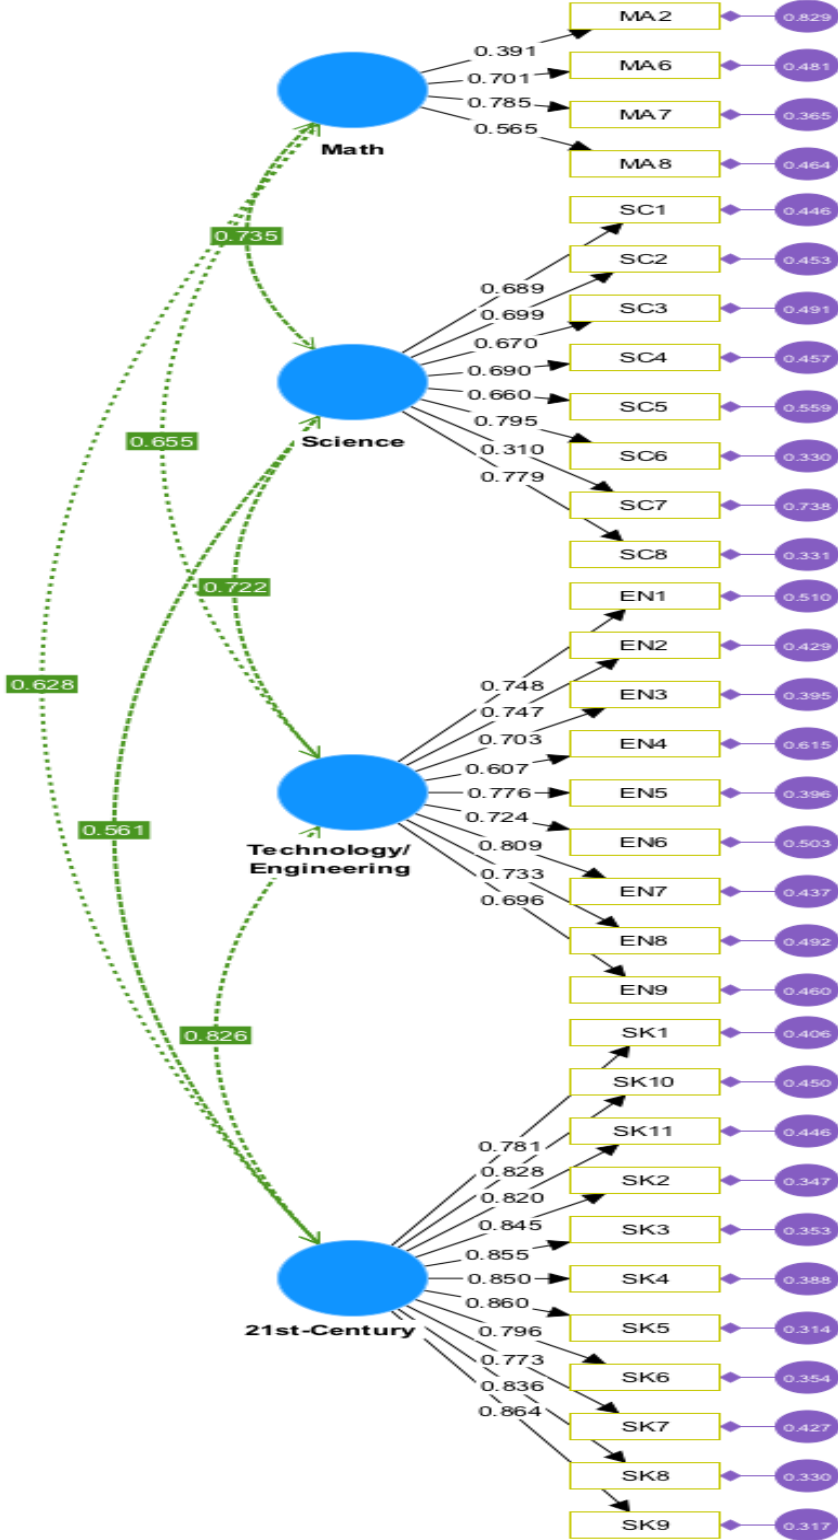 MA2 0.829
0.391
MA6 0.481
0.701
MA7 0.365
0.785
MA8 0.464
0.565
Math
SC1 0.446
0.735
SC2 0.453
0.689
SC3 0.491
0.699
0.670
SC4 0.457
0.690
0.660
SC5 0.559
0.795
Science
0.655
0.310
SC6 0.330
0.779
SC7 0.738
SC8 0.331
0.722
EN1 0.510
EN2 0.429
0.628
0.748
EN3 0.395
0.747
0.703
EN4 0.615
0.607
0.776
EN5 0.396
0.724
0.561
EN6 0.503
0.809
Technology/
Engineering
0.733
EN7 0.437
0.696
EN8 0.492
EN9 0.460
0.826
SK1 0.406
SK10 0.450
SK11 0.446
0.781
0.828
SK2 0.347
0.820
0.845
SK3 0.353
0.855
0.850
SK4 0.388
0.860
SK5 0.314
21st-Century
0.796
0.773
SK6 0.354
0.836
0.864
SK7 0.427
SK8 0.330
SK9 0.317